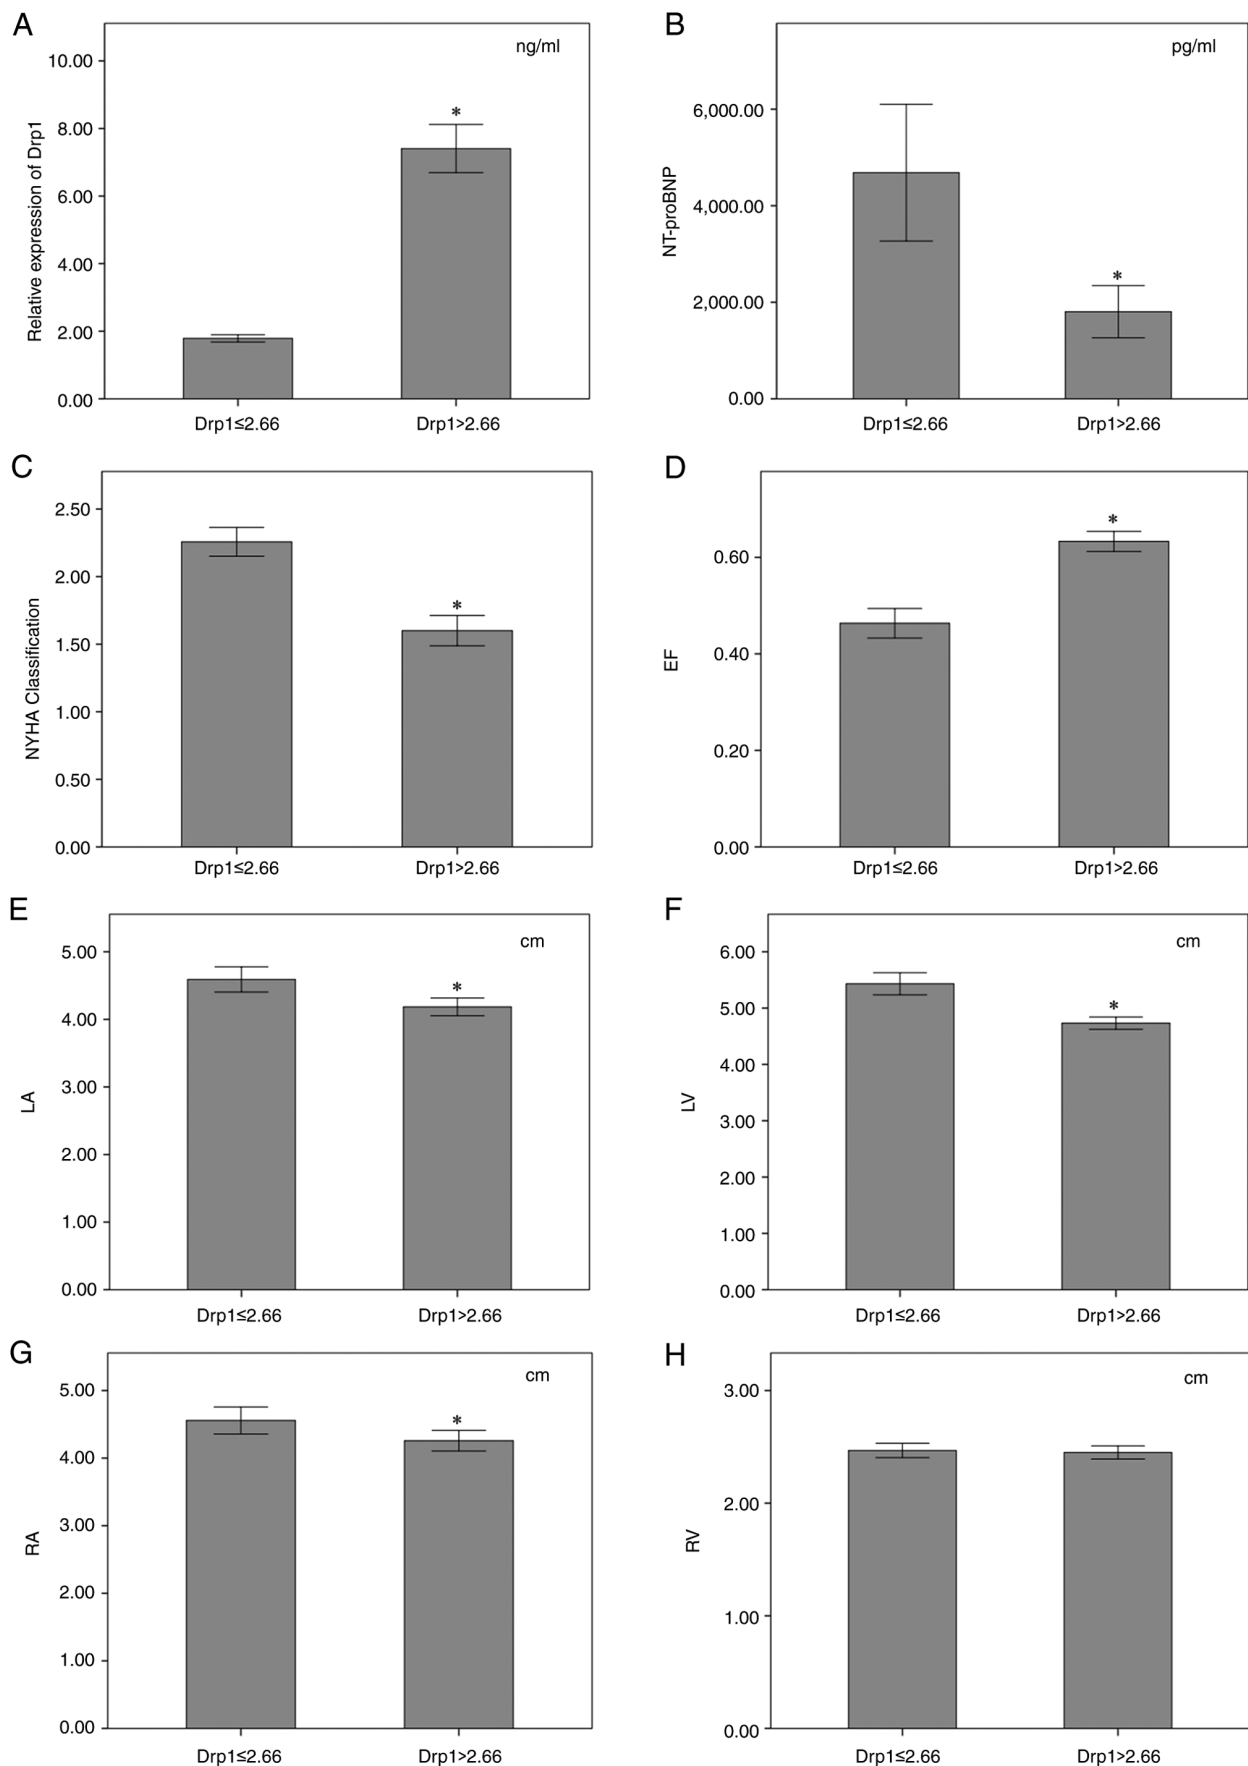 A
ng/ml
Relative expression of Drp1
10.00
8.00
*
6.00
4.00
2.00
0.00
Drp1≤2.66
Drp1>2.66
B
pg/ml
NT-proBNP
6,000.00
4,000.00
2,000.00
*
0.00
Drp1≤2.66
Drp1>2.66
C
NYHA Classification
2.50
2.00
*
1.50
1.00
0.50
0.00
Drp1≤2.66
Drp1>2.66
D
EF
*
0.60
0.40
0.20
0.00
Drp1≤2.66
Drp1>2.66
E
cm
LA
5.00
*
4.00
3.00
2.00
1.00
0.00
Drp1≤2.66
Drp1>2.66
F
cm
LV
6.00
5.00
*
4.00
3.00
2.00
1.00
0.00
Drp1≤2.66
Drp1>2.66
G
cm
RA
5.00
*
4.00
3.00
2.00
1.00
0.00
Drp1≤2.66
Drp1>2.66
H
cm
RV
3.00
2.00
1.00
0.00
Drp1≤2.66
Drp1>2.66